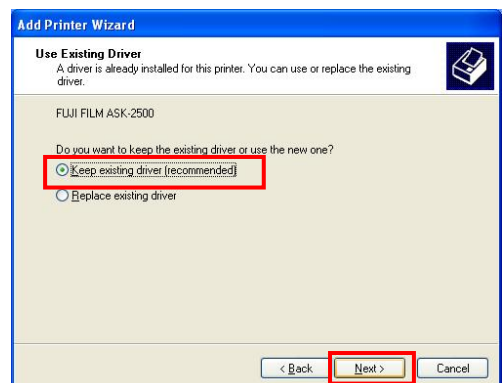 Add Printer Wizard
Use Existing Driver
A driver is already installed for this printer. You can use or replace the existing
driver.
FUJI FILM ASK-2500
Do you want to keep the existing driver or use the new one?
Keep existing driver (recommended)
Replace existing driver
< Back
Next >
Cancel